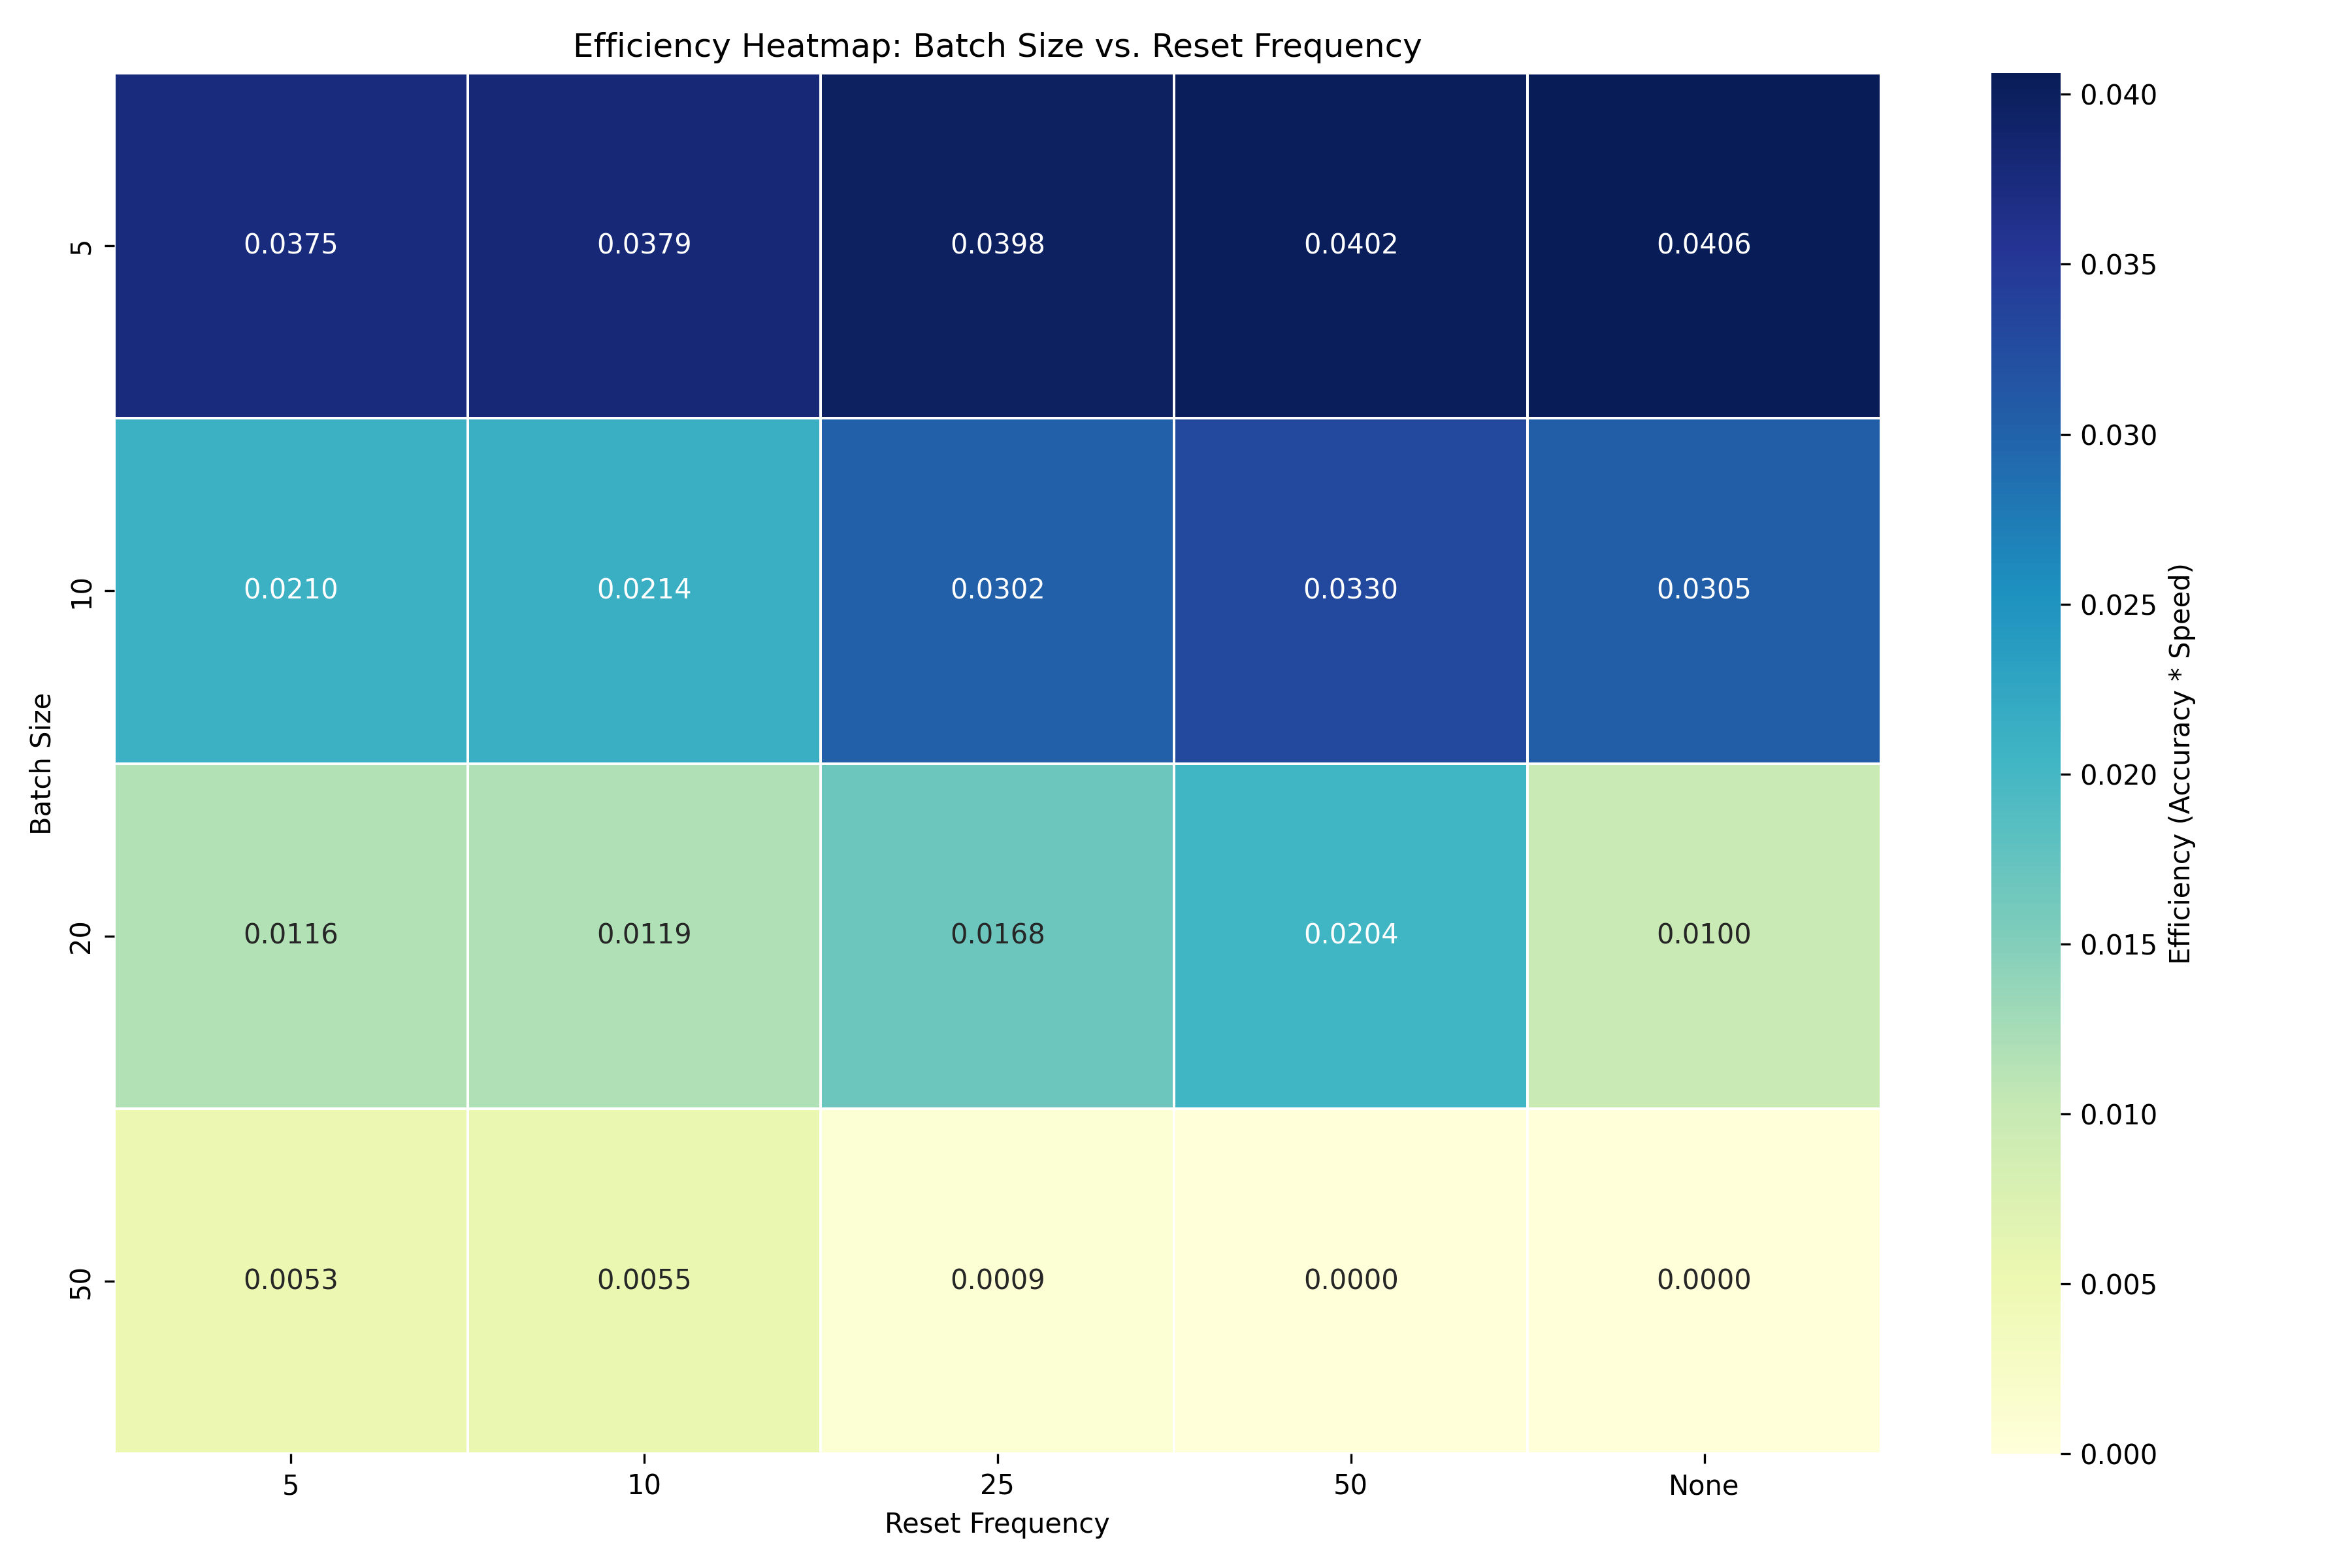 Efficiency Heatmap: Batch Size vs. Reset Frequency
Batch Size
5
0.0375 0.0379 0.0398 0.0402 0.0406
10
0.0210 0.0214 0.0302 0.0330 0.0305
20
0.0116 0.0119 0.0168 0.0204 0.0100
50
0.0053 0.0055 0.0009 0.0000 0.0000
5 10 25 50 None
Reset Frequency
0.040
0.035
0.030
0.025
0.020
0.015
0.010
0.005
0.000
Efficiency (Accuracy * Speed)